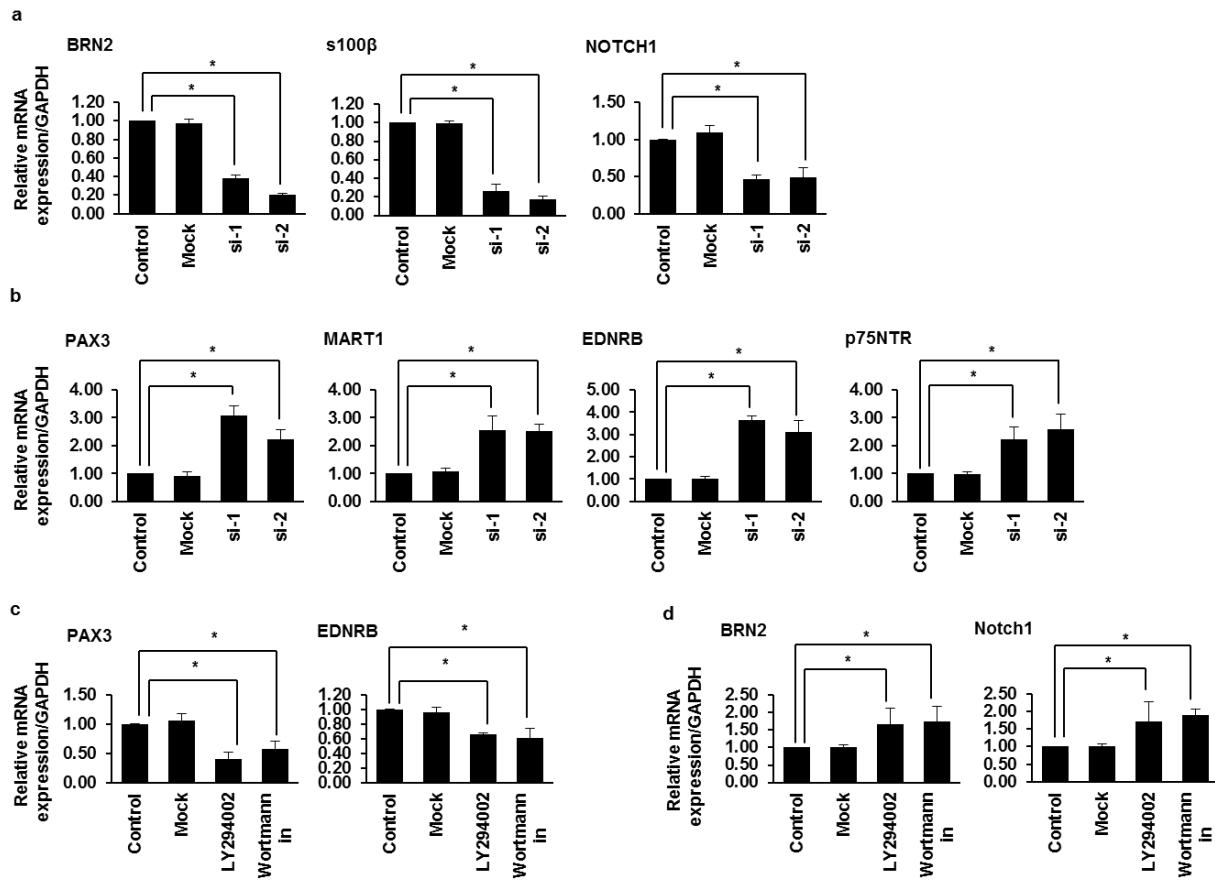 a
BRN2
s100β
NOTCH1
Relative mRNA
expression/GAPDH
*
*
1.20
1.00
0.80
0.60
0.40
0.20
0.00
Control
Mock
si-1
si-2
*
*
1.20
1.00
0.80
0.60
0.40
0.20
0.00
Control
Mock
si-1
si-2
*
*
1.50
1.00
0.50
0.00
Control
Mock
si-1
si-2
b
PAX3
MART1
EDNRB
p75NTR
Relative mRNA
expression/GAPDH
*
*
4.00
3.00
2.00
1.00
0.00
Control
Mock
si-1
si-2
*
*
4.00
3.00
2.00
1.00
0.00
Control
Mock
si-1
si-2
*
*
5.00
4.00
3.00
2.00
1.00
0.00
Control
Mock
si-1
si-2
*
*
4.00
3.00
2.00
1.00
0.00
Control
Mock
si-1
si-2
c
PAX3
EDNRB
Relative mRNA
expression/GAPDH
*
*
1.50
1.00
0.50
0.00
Control
Mock
LY294002
Wortmann
in
*
*
1.20
1.00
0.80
0.60
0.40
0.20
0.00
Control
Mock
LY294002
Wortmann
in
d
BRN2
Notch1
Relative mRNA
expression/GAPDH
*
*
2.50
2.00
1.50
1.00
0.50
0.00
Control
Mock
LY294002
Wortmann
in
*
*
2.50
2.00
1.50
1.00
0.50
0.00
Control
Mock
LY294002
Wortmann
in